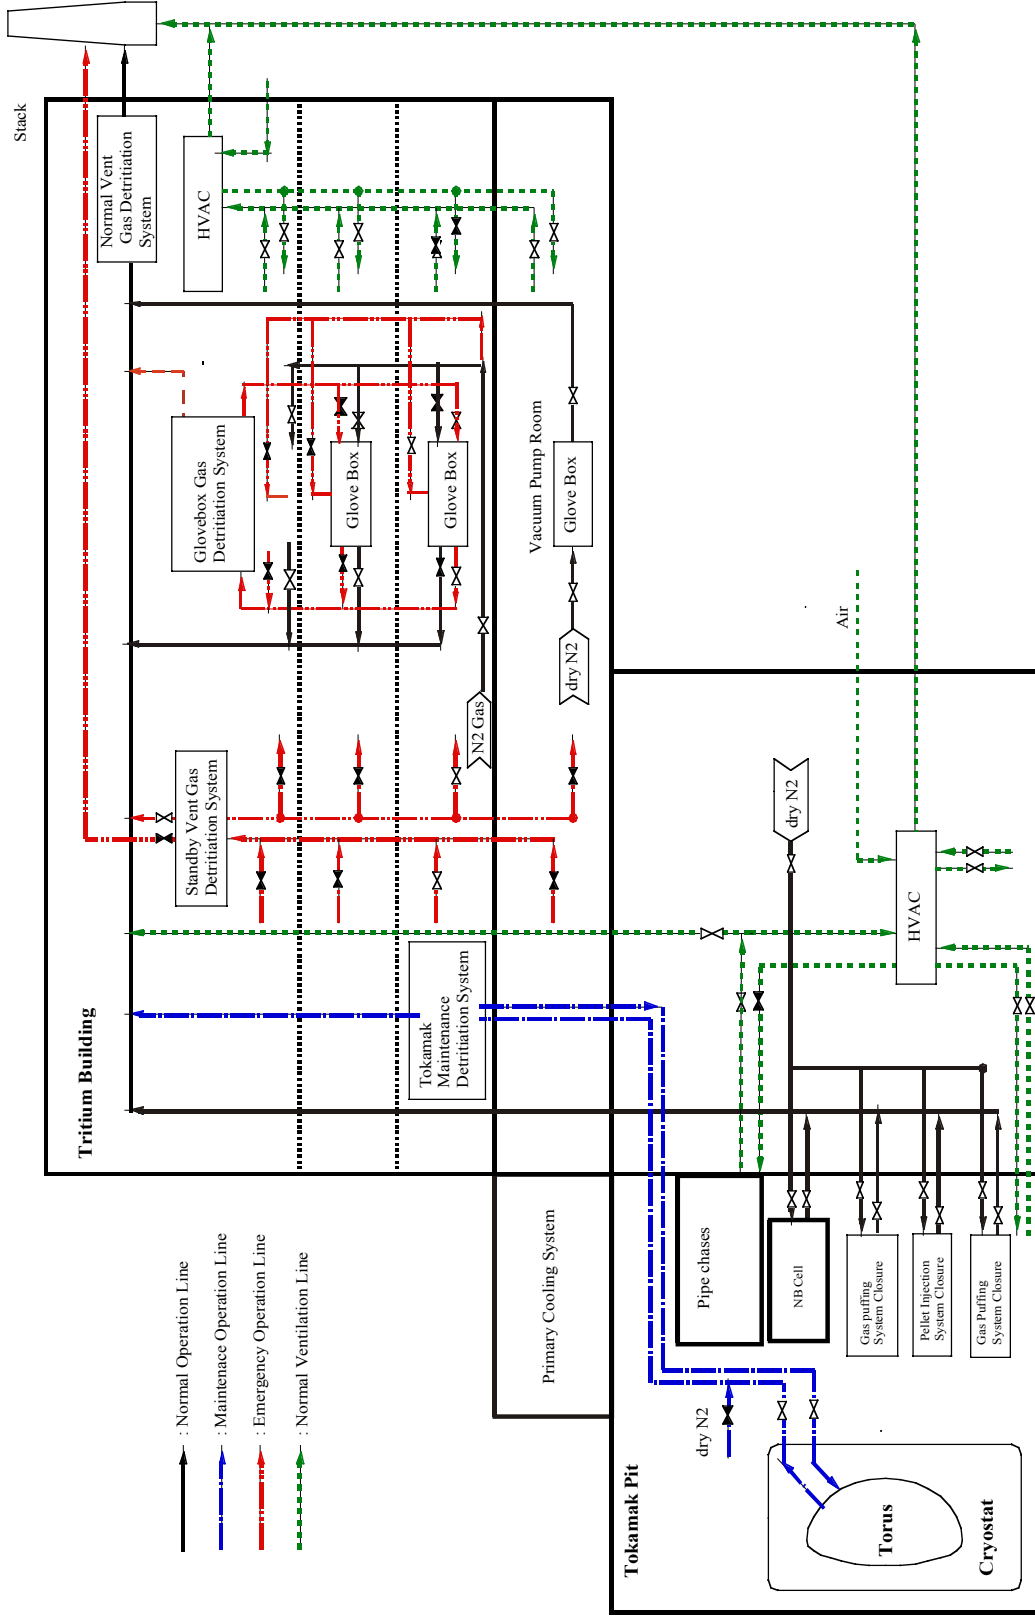 Stack
Normal Vent
Gas Detritiation
System
HVAC
Glovebox Gas
Detritiation System
Glove Box
Glove Box
Vacuum Pump Room
Glove Box
Standby Vent Gas
Detritiation System
N2 Gas
dry N2
Tritium Building
Tokamak
Maintenance
Detritiation System
Air
dry N2
HVAC
: Normal Operation Line
: Maintenace Operation Line
: Emergency Operation Line
: Normal Ventilation Line
Primary Cooling System
Pipe chases
NB Cell
Gas puffing
System Closure
Pellet Injection
System Closure
Gas Puffing
System Closure
Tokamak Pit
dry N2
Torus
Cryostat